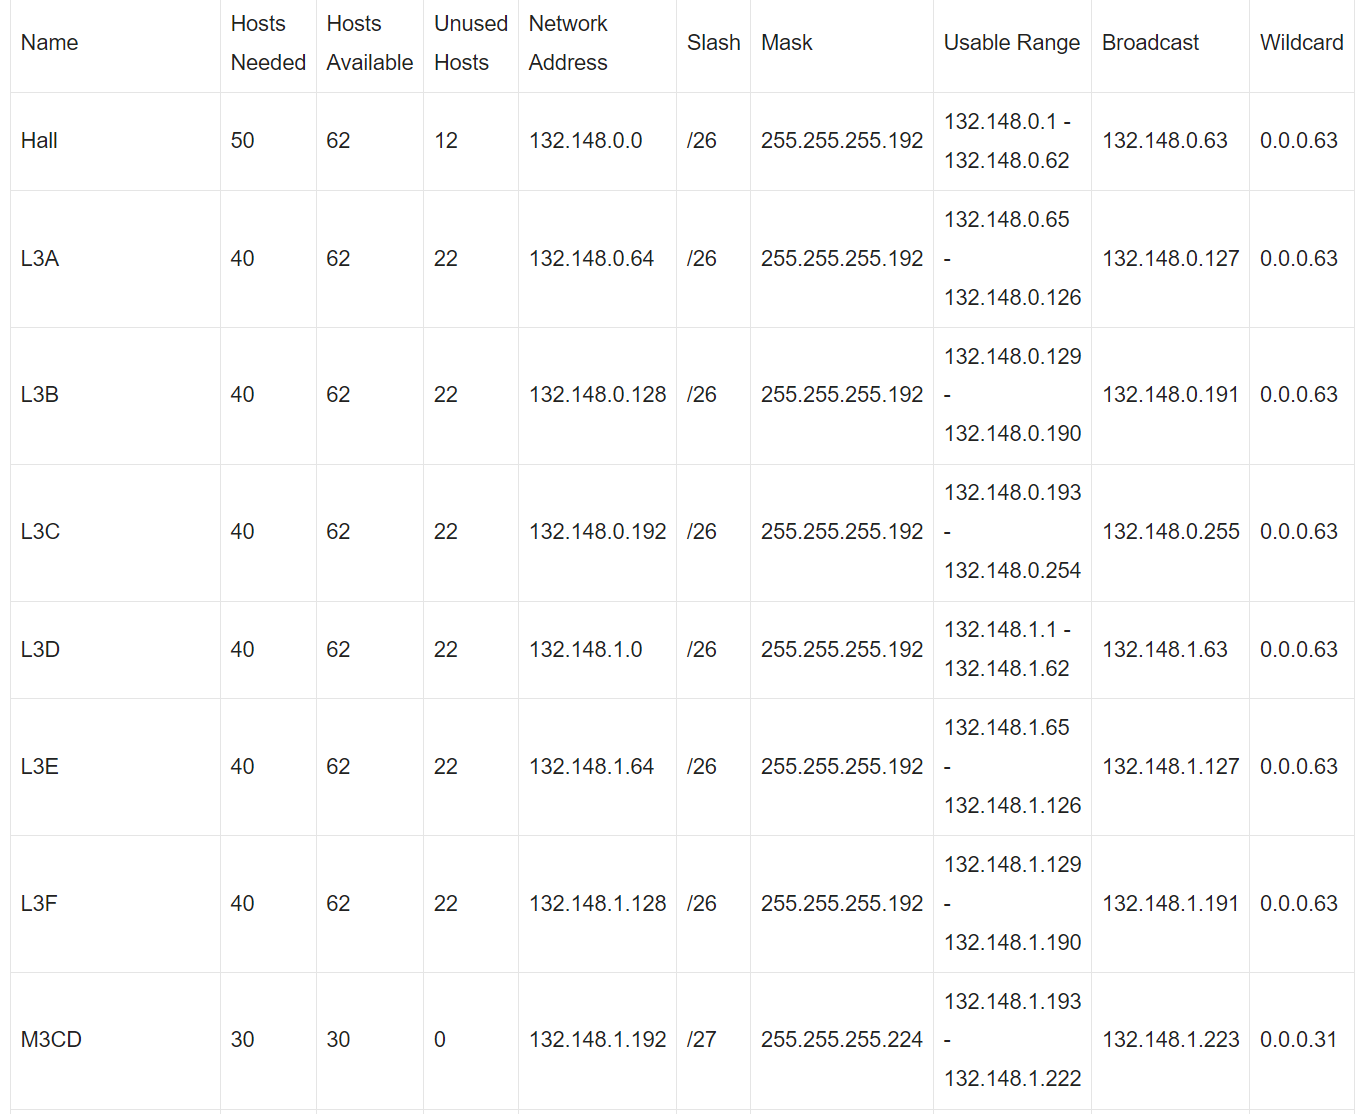 Name Hosts Needed Hosts Available Unused Hosts Network Address Slash Mask Usable Range Broadcast Wildcard
Hall 50 62 12 132.148.0.0 /26 255.255.255.192 132.148.0.1 - 132.148.0.62 132.148.0.63 0.0.0.63
L3A 40 62 22 132.148.0.64 /26 255.255.255.192 132.148.0.65 - 132.148.0.126 132.148.0.127 0.0.0.63
L3B 40 62 22 132.148.0.128 /26 255.255.255.192 132.148.0.129 - 132.148.0.190 132.148.0.191 0.0.0.63
L3C 40 62 22 132.148.0.192 /26 255.255.255.192 132.148.0.193 - 132.148.0.254 132.148.0.255 0.0.0.63
L3D 40 62 22 132.148.1.0 /26 255.255.255.192 132.148.1.1 - 132.148.1.62 132.148.1.63 0.0.0.63
L3E 40 62 22 132.148.1.64 /26 255.255.255.192 132.148.1.65 - 132.148.1.126 132.148.1.127 0.0.0.63
L3F 40 62 22 132.148.1.128 /26 255.255.255.192 132.148.1.129 - 132.148.1.190 132.148.1.191 0.0.0.63
M3CD 30 30 0 132.148.1.192 /27 255.255.255.224 132.148.1.193 - 132.148.1.222 132.148.1.223 0.0.0.31